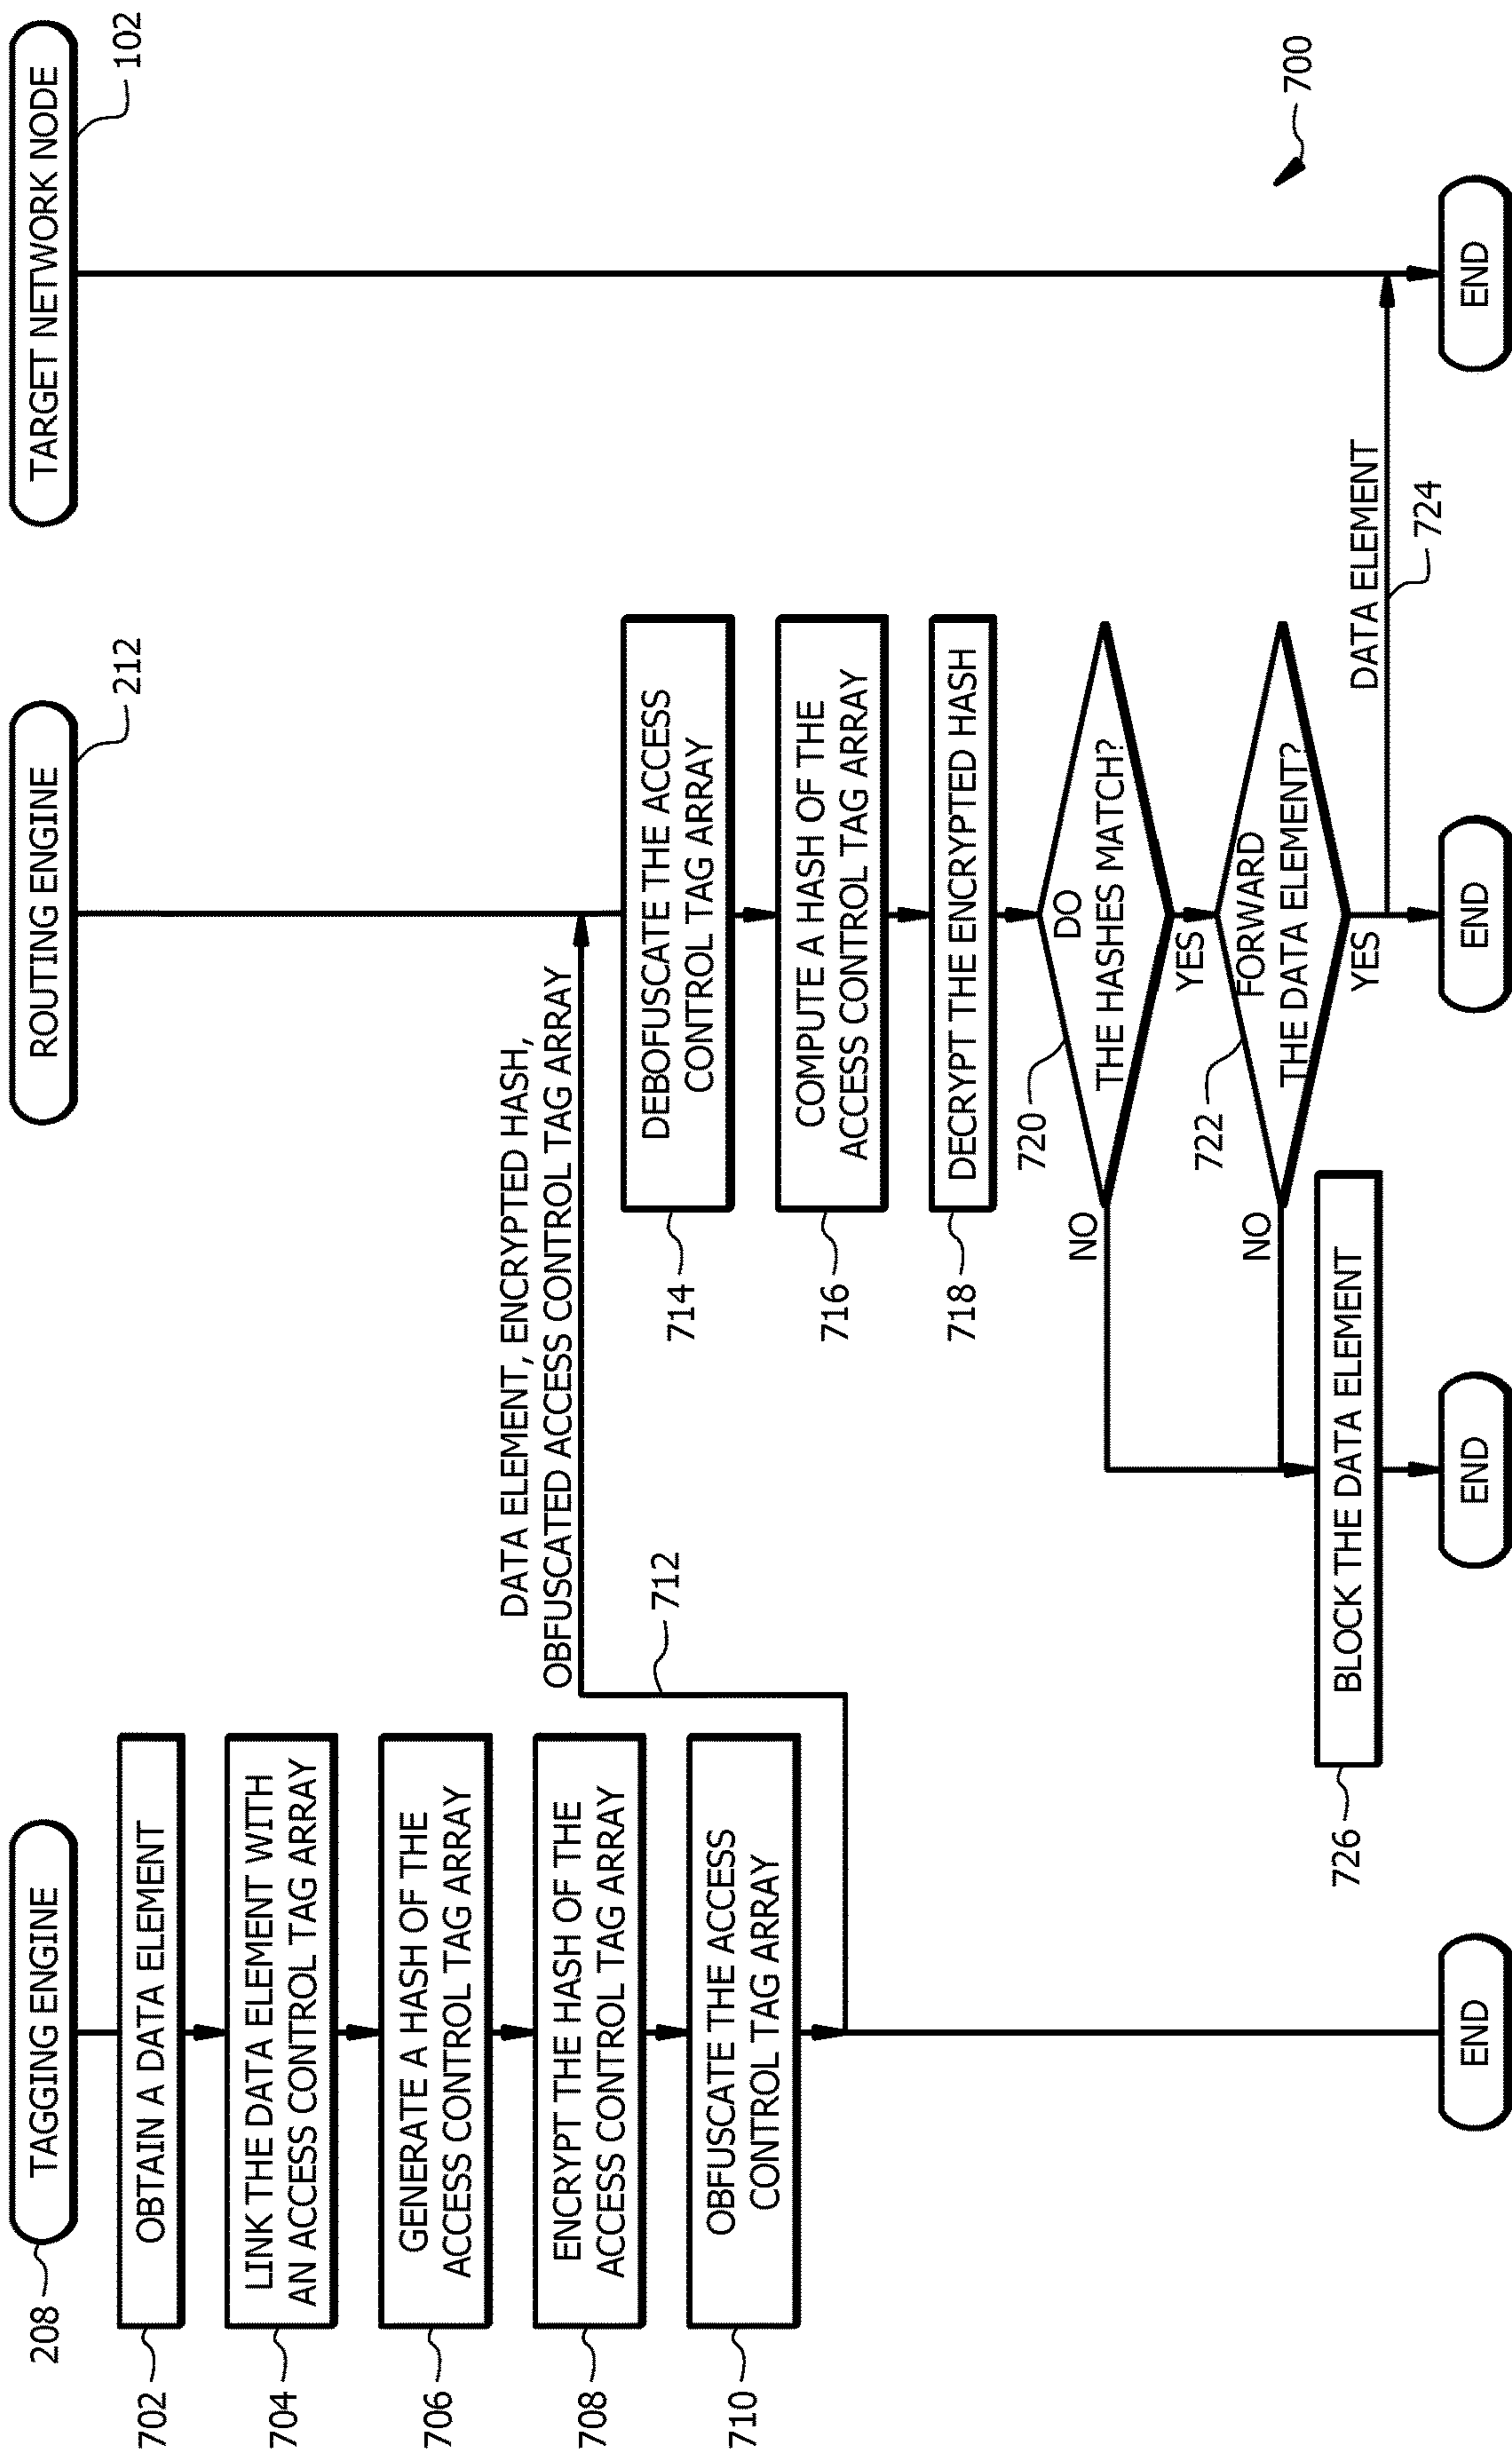 TAGGING ENGINE
208
702
OBTAIN A DATA ELEMENT
704
LINK THE DATA ELEMENT WITH
AN ACCESS CONTROL TAG ARRAY
706
GENERATE A HASH OF THE
ACCESS CONTROL TAG ARRAY
708
ENCRYPT THE HASH OF THE
ACCESS CONTROL TAG ARRAY
710
OBFUSCATE THE ACCESS
CONTROL TAG ARRAY
END
DATA ELEMENT, ENCRYPTED HASH,
OBFUSCATED ACCESS CONTROL TAG ARRAY
712
ROUTING ENGINE
212
714
DEBOFUSCATE THE ACCESS
CONTROL TAG ARRAY
716
COMPUTE A HASH OF THE
ACCESS CONTROL TAG ARRAY
718
DECRYPT THE ENCRYPTED HASH
720
DO
THE HASHES MATCH?
NO
YES
722
FORWARD
THE DATA ELEMENT?
NO
YES
726
BLOCK THE DATA ELEMENT
END
END
DATA ELEMENT
724
TARGET NETWORK NODE
102
END
700